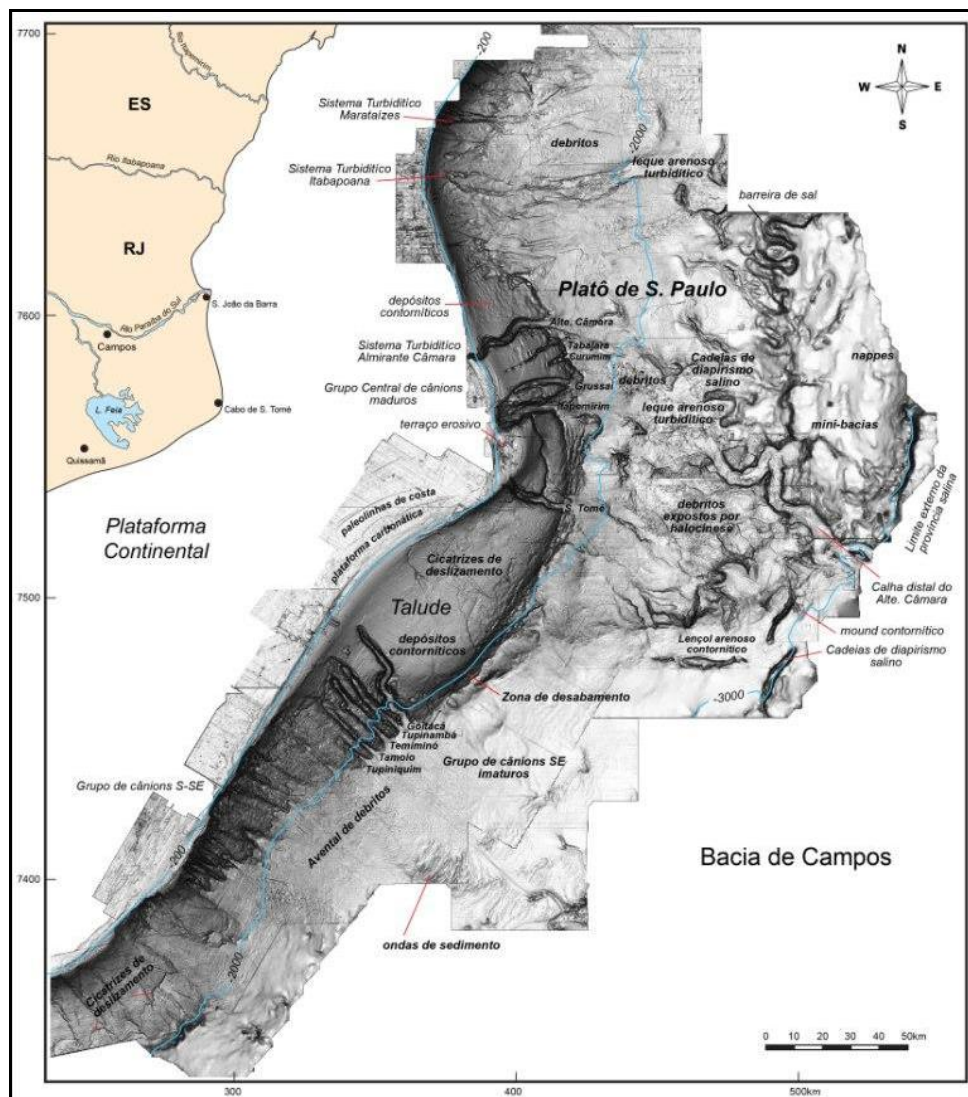 7700
Rio Itapemirim
-200
N
W E
S
ES
Sistema Turbidítico
Marataízes
debritos
-2000
Rio Itabapoana
Sistema Turbidítico
Itabapoana
leque arenoso
turbidítico
barreira de sal
RJ
S. João da Barra
Rio Paraíba do Sul
Campos
7600
depósitos
contorníticos
Platô de S. Paulo
Alte. Câmara
Sistema Turbidítico
Almirante Câmara
Tabajara
Curumim
Grupo Central de cânions
maduros
Grussaí
Itapemirim
debritos
Cadeias de
diapirismo
salino
nappes
L. Feia
Cabo de S. Tomé
leque arenoso
turbidítico
mini-bacias
terraço erosivo
Quissamã
Limite externo da
província salina
paleolinhas de costa
plataforma carbonática
S. Tomé
debritos
expostos por
halocinese
Plataforma
Continental
Cicatrizes de
deslizamento
Calha distal do
Alte. Câmara
7500
Talude
depósitos
contorníticos
mound contornítico
Lençol arenoso
contornítico
Cadeias de diapirismo
salino
-3000
Zona de desabamento
Goitacá
Tupinambá
Temiminó
Tamoio
Tupiniquim
Grupo de cânions SE
imaturos
Grupo de cânions S-SE
Avental de debritos
-200
Bacia de Campos
7400
ondas de sedimento
-2000
Cicatrizes de
deslizamento
0 10 20 30 40 50km
300 400 500km